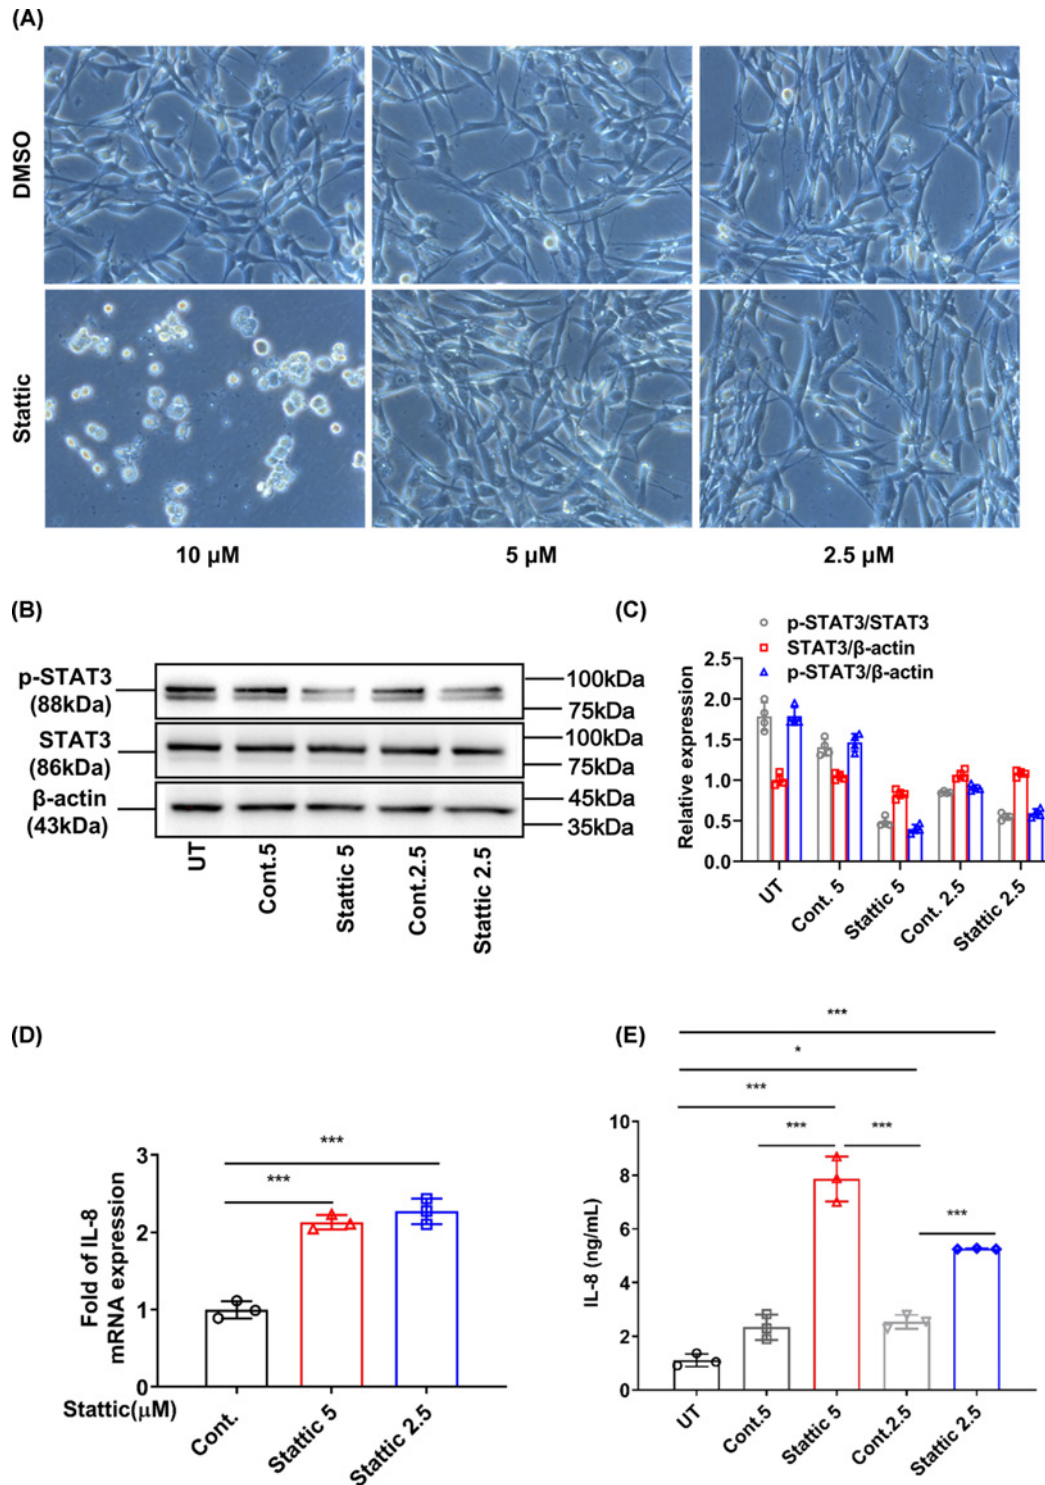 (A)
DMSO
Stattic
10 μM
5 μM
2.5 μM
(B)
p-STAT3
(88kDa)
100kDa
75kDa
STAT3
(86kDa)
100kDa
75kDa
β-actin
(43kDa)
45kDa
35kDa
UT
Cont.5
Stattic 5
Cont.2.5
Stattic 2.5
(C)
p-STAT3/STAT3
STAT3/β-actin
p-STAT3/β-actin
Relative expression
2.5
2.0
1.5
1.0
0.5
0.0
UT
Cont. 5
Stattic 5
Cont. 2.5
Stattic 2.5
(D)
Fold of IL-8
mRNA expression
3
2
1
0
***
***
Stattic(μM)
Cont.
Stattic 5
Stattic 2.5
(E)
***
*
***
***
***
***
IL-8 (ng/mL)
10
8
6
4
2
0
UT
Cont.5
Stattic 5
Cont.2.5
Stattic 2.5